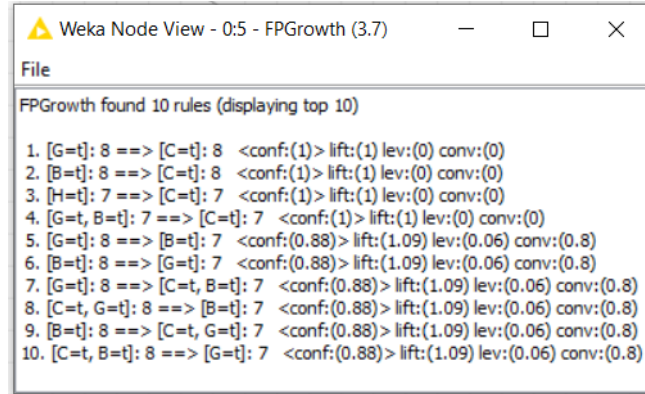 Weka Node View - 0:5 - FPGrowth (3.7)
File
FPGrowth found 10 rules (displaying top 10)
1. [G=t]: 8 ==> [C=t]: 8 <conf:(1)> lift:(1) lev:(0) conv:(0)
2. [B=t]: 8 ==> [C=t]: 8 <conf:(1)> lift:(1) lev:(0) conv:(0)
3. [H=t]: 7 ==> [C=t]: 7 <conf:(1)> lift:(1) lev:(0) conv:(0)
4. [G=t, B=t]: 7 ==> [C=t]: 7 <conf:(1)> lift:(1) lev:(0) conv:(0)
5. [G=t]: 8 ==> [B=t]: 7 <conf:(0.88)> lift:(1.09) lev:(0.06) conv:(0.8)
6. [B=t]: 8 ==> [G=t]: 7 <conf:(0.88)> lift:(1.09) lev:(0.06) conv:(0.8)
7. [G=t]: 8 ==> [C=t, B=t]: 7 <conf:(0.88)> lift:(1.09) lev:(0.06) conv:(0.8)
8. [C=t, G=t]: 8 ==> [B=t]: 7 <conf:(0.88)> lift:(1.09) lev:(0.06) conv:(0.8)
9. [B=t]: 8 ==> [C=t, G=t]: 7 <conf:(0.88)> lift:(1.09) lev:(0.06) conv:(0.8)
10. [C=t, B=t]: 8 ==> [G=t]: 7 <conf:(0.88)> lift:(1.09) lev:(0.06) conv:(0.8)